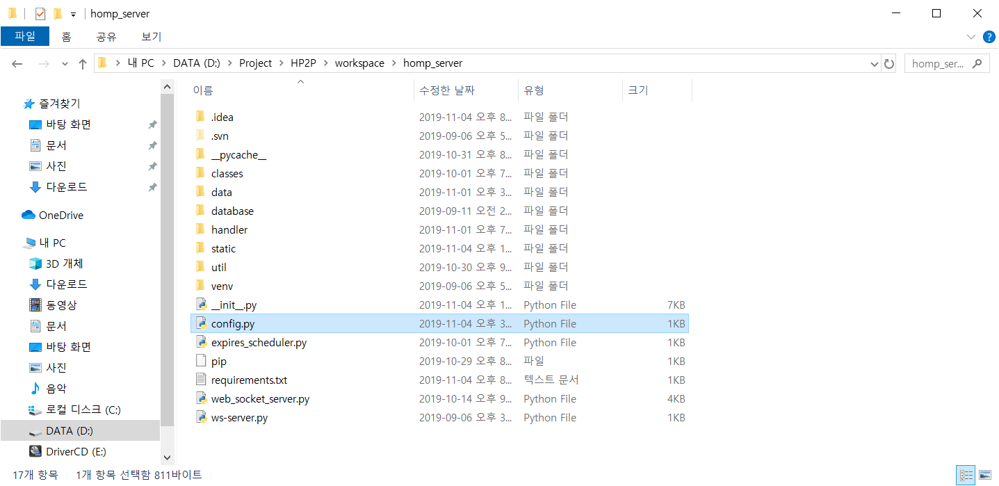 homp_server
파일 홈 공유 보기
내 PC DATA (D:) Project HP2P workspace homp_server
homp_ser...
이름 수정한 날짜 유형 크기
즐겨찾기
바탕 화면
문서
사진
다운로드
OneDrive
내 PC
3D 개체
다운로드
동영상
문서
바탕 화면
사진
음악
로컬 디스크 (C:)
DATA (D:)
DriverCD (E:)
.idea 2019-11-04 오후 8... 파일 폴더
.svn 2019-09-06 오후 5... 파일 폴더
__pycache__ 2019-10-31 오후 8... 파일 폴더
classes 2019-10-01 오후 7... 파일 폴더
data 2019-11-01 오후 3... 파일 폴더
database 2019-09-11 오전 2... 파일 폴더
handler 2019-11-01 오후 7... 파일 폴더
static 2019-11-04 오후 1... 파일 폴더
util 2019-10-30 오후 9... 파일 폴더
venv 2019-09-06 오후 5... 파일 폴더
__init__.py 2019-11-04 오후 1... Python File 7KB
config.py 2019-11-04 오후 3... Python File 1KB
expires_scheduler.py 2019-10-01 오후 7... Python File 1KB
pip 2019-10-29 오후 8... 파일 1KB
requirements.txt 2019-11-04 오후 8... 텍스트 문서 1KB
web_socket_server.py 2019-10-14 오후 9... Python File 4KB
ws-server.py 2019-09-06 오후 3... Python File 1KB
17개 항목 1개 항목 선택함 811바이트